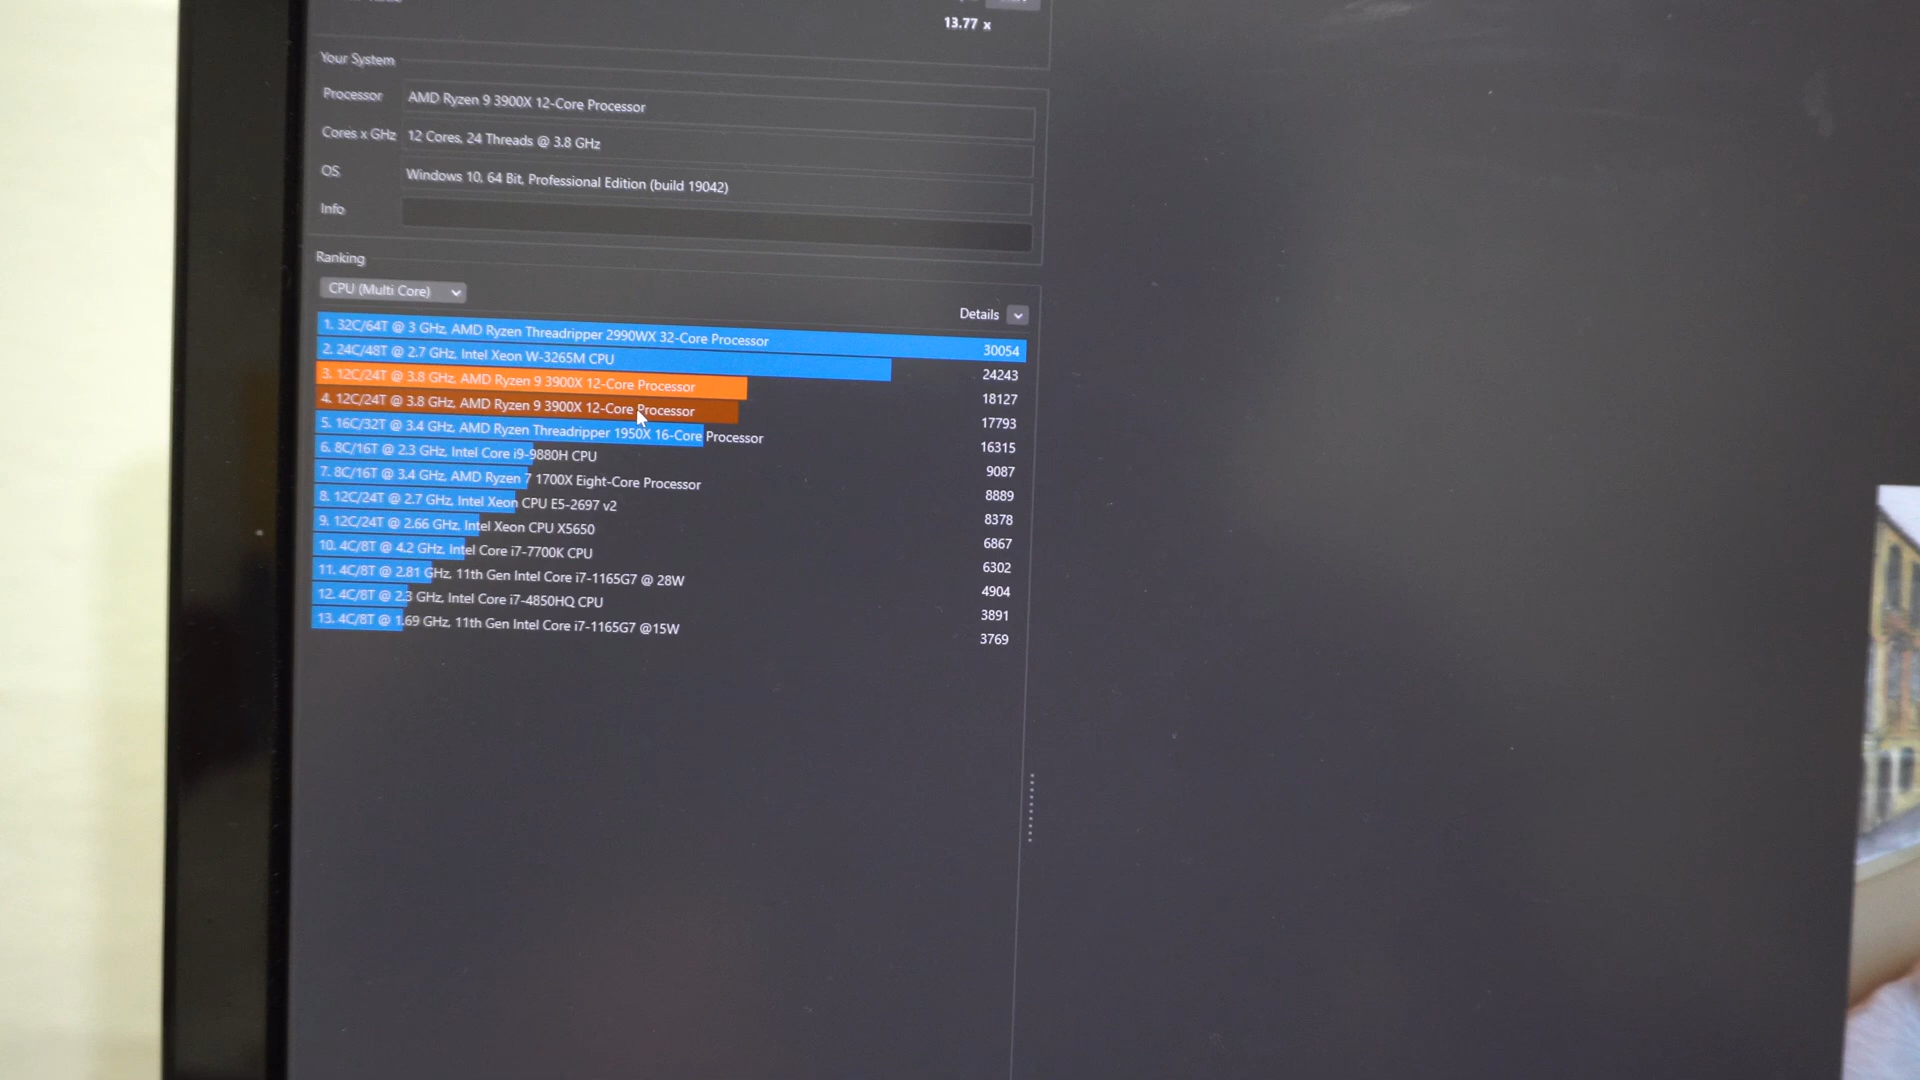 13.77 x
Your System
Processor AMD Ryzen 9 3900X 12-Core Processor
Cores x GHz 12 Cores, 24 Threads @ 3.8 GHz
OS Windows 10, 64 Bit, Professional Edition (build 19042)
Info
Ranking
CPU (Multi Core)
Details
1. 32C/64T @ 3 GHz, AMD Ryzen Threadripper 2990WX 32-Core Processor 30054
2. 24C/48T @ 2.7 GHz, Intel Xeon W-3265M CPU 24243
3. 12C/24T @ 3.8 GHz, AMD Ryzen 9 3900X 12-Core Processor 18127
4. 12C/24T @ 3.8 GHz, AMD Ryzen 9 3900X 12-Core Processor 17793
5. 16C/32T @ 3.4 GHz, AMD Ryzen Threadripper 1950X 16-Core Processor 16315
6. 8C/16T @ 2.3 GHz, Intel Core i9-9880H CPU 9087
7. 8C/16T @ 3.4 GHz, AMD Ryzen 7 1700X Eight-Core Processor 8889
8. 12C/24T @ 2.7 GHz, Intel Xeon CPU E5-2697 v2 8378
9. 12C/24T @ 2.66 GHz, Intel Xeon CPU X5650 6867
10. 4C/8T @ 4.2 GHz, Intel Core i7-7700K CPU 6302
11. 4C/8T @ 2.81 GHz, 11th Gen Intel Core i7-1165G7 @ 28W 4904
12. 4C/8T @ 2.3 GHz, Intel Core i7-4850HQ CPU 3891
13. 4C/8T @ 1.69 GHz, 11th Gen Intel Core i7-1165G7 @15W 3769